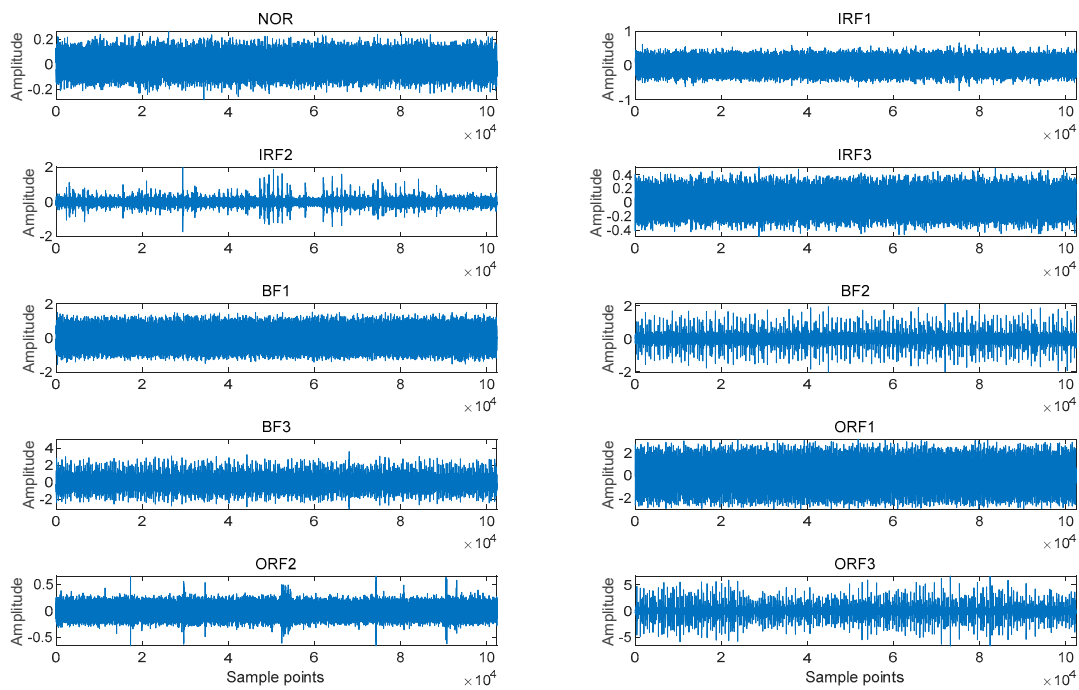 NOR
Amplitude
0.2
0
-0.2
0 2 4 6 8 10
×10^4
IRF1
Amplitude
1
0
-1
0 2 4 6 8 10
×10^4
IRF2
Amplitude
2
0
-2
0 2 4 6 8 10
×10^4
IRF3
Amplitude
0.4
0.2
0
-0.2
-0.4
0 2 4 6 8 10
×10^4
BF1
Amplitude
2
0
-2
0 2 4 6 8 10
×10^4
BF2
Amplitude
2
0
-2
0 2 4 6 8 10
×10^4
BF3
Amplitude
4
2
0
-2
0 2 4 6 8 10
×10^4
ORF1
Amplitude
2
0
-2
0 2 4 6 8 10
×10^4
ORF2
Amplitude
0.5
0
-0.5
0 2 4 6 8 10
Sample points
×10^4
ORF3
Amplitude
5
0
-5
0 2 4 6 8 10
Sample points
×10^4